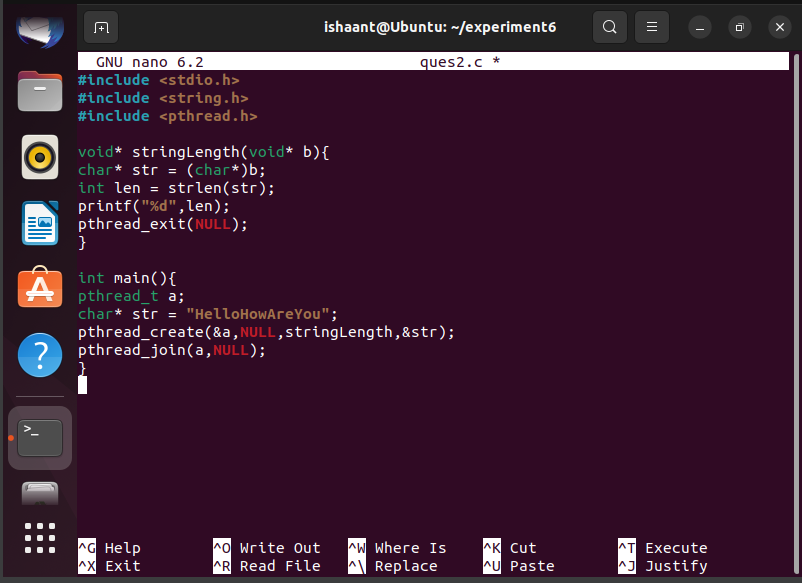 ishaant@Ubuntu: ~/experiment6
GNU nano 6.2 ques2.c *
#include <stdio.h>
#include <string.h>
#include <pthread.h>
void* stringLength(void* b){
char* str = (char*)b;
int len = strlen(str);
printf("%d",len);
pthread_exit(NULL);
}
int main(){
pthread_t a;
char* str = "HelloHowAreYou";
pthread_create(&a,NULL,stringLength,&str);
pthread_join(a,NULL);
}
^G Help ^O Write Out ^W Where Is ^K Cut ^T Execute
^X Exit ^R Read File ^\ Replace ^U Paste ^J Justify